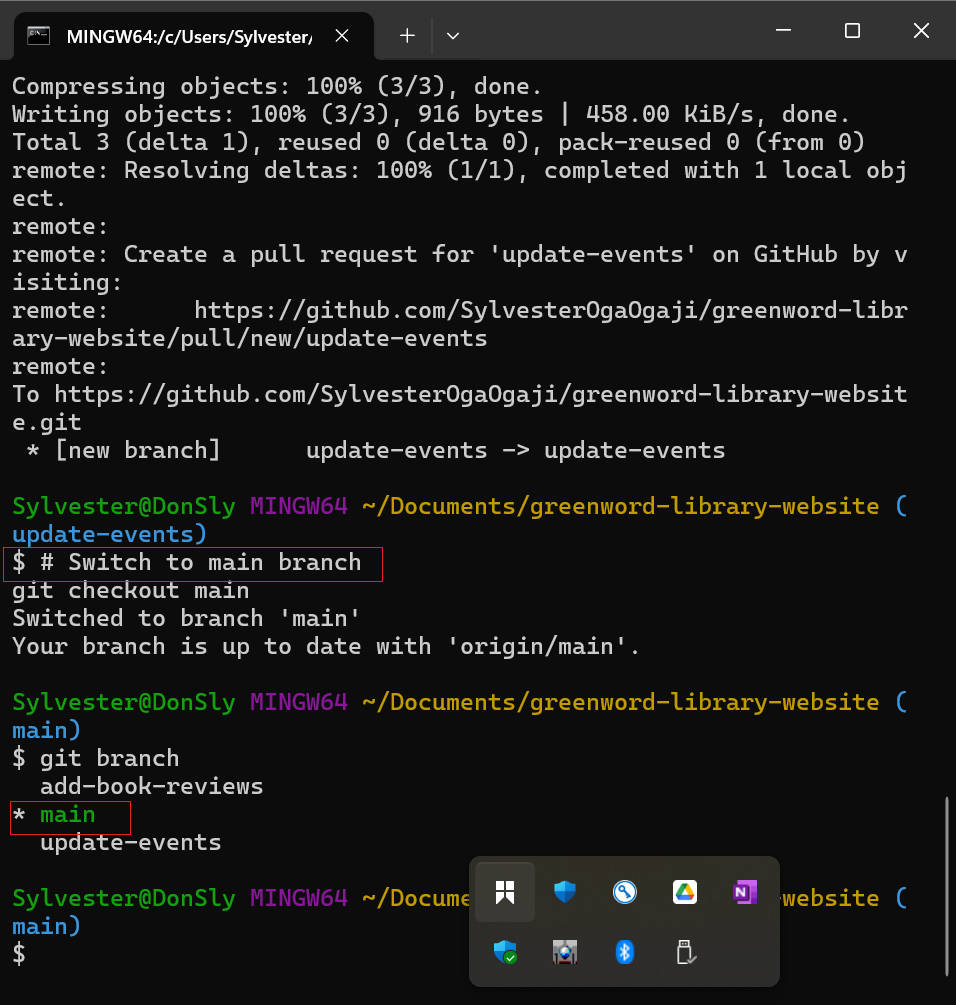 MINGW64:/c/Users/Sylvester/
Compressing objects: 100% (3/3), done.
Writing objects: 100% (3/3), 916 bytes | 458.00 KiB/s, done.
Total 3 (delta 1), reused 0 (delta 0), pack-reused 0 (from 0)
remote: Resolving deltas: 100% (1/1), completed with 1 local obj
ect.
remote:
remote: Create a pull request for 'update-events' on GitHub by v
isiting:
remote:      https://github.com/SylvesterOgaOgaji/greenword-libr
ary-website/pull/new/update-events
remote:
To https://github.com/SylvesterOgaOgaji/greenword-library-websit
e.git
 * [new branch]      update-events -> update-events
Sylvester@DonSly MINGW64 ~/Documents/greenword-library-website (
update-events)
$ # Switch to main branch
git checkout main
Switched to branch 'main'
Your branch is up to date with 'origin/main'.
Sylvester@DonSly MINGW64 ~/Documents/greenword-library-website (
main)
$ git branch
  add-book-reviews
* main
  update-events
Sylvester@DonSly MINGW64 ~/Docume website (
main)
$